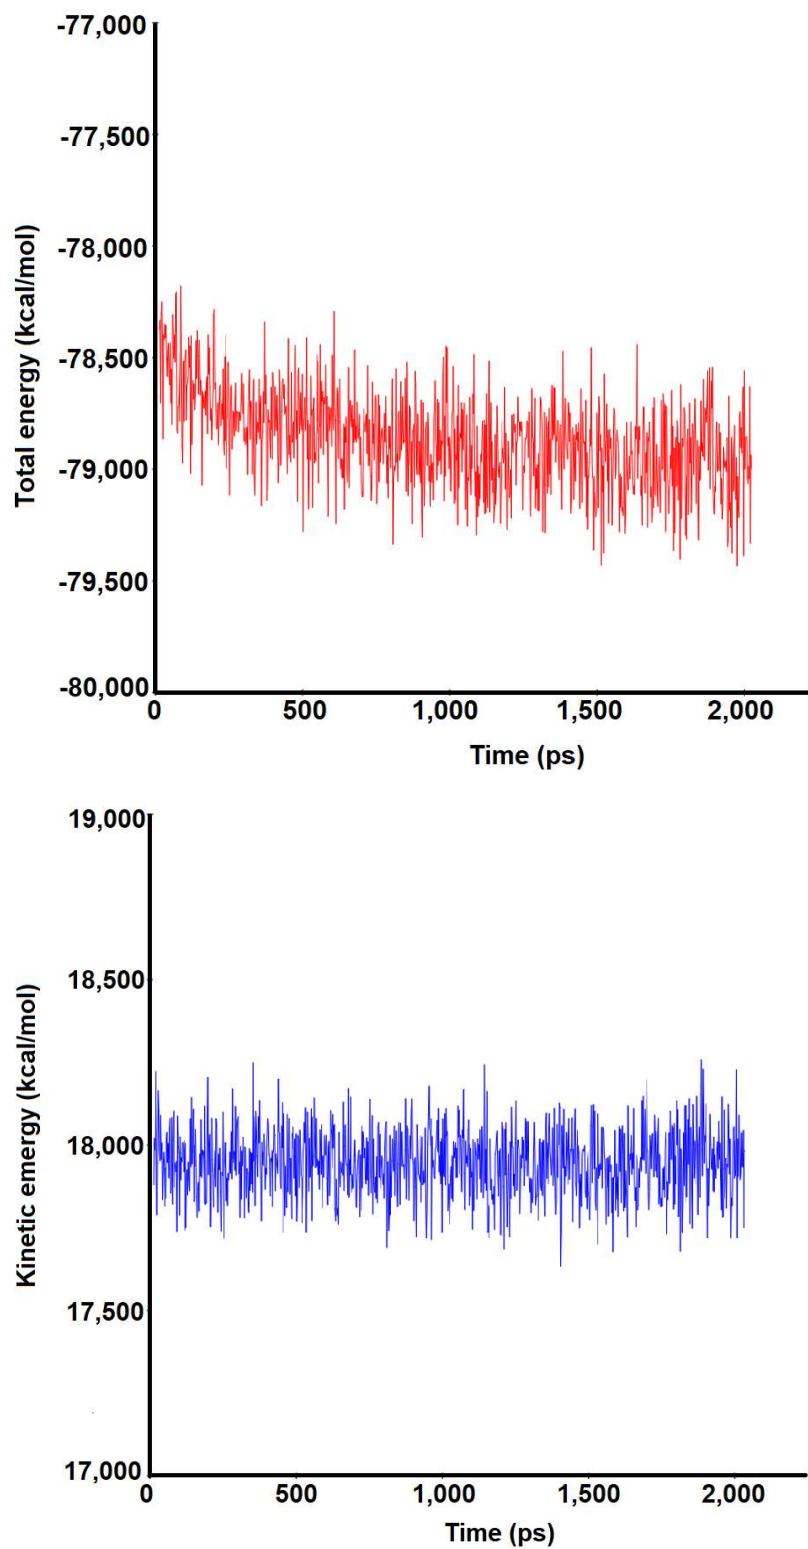 -77,000
-77,500
-78,000
-78,500
-79,000
-79,500
-80,000
Total energy (kcal/mol)
0 500 1,000 1,500 2,000
Time (ps)
19,000
18,500
18,000
17,500
17,000
Kinetic emergy (kcal/mol)
0 500 1,000 1,500 2,000
Time (ps)